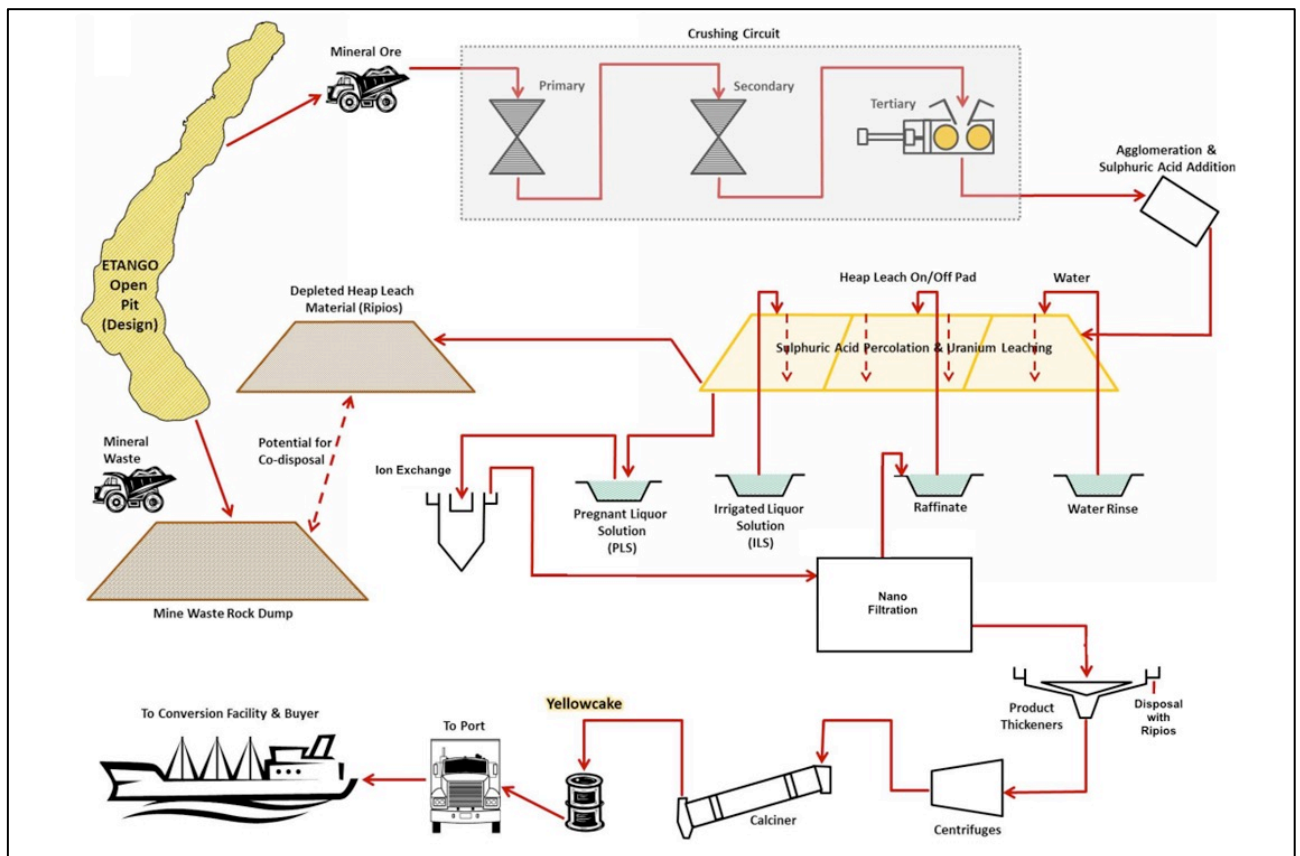 Crushing Circuit
Mineral Ore
Primary
Secondary
Tertiary
Agglomeration &
Sulphuric Acid Addition
ETANGO
Open
Pit
(Design)
Depleted Heap Leach
Material (Ripios)
Heap Leach On/Off Pad
Water
Sulphuric Acid Percolation & Uranium Leaching
Mineral
Waste
Potential for
Co-disposal
Ion Exchange
Pregnant Liquor
Solution
(PLS)
Irrigated Liquor
Solution
(ILS)
Raffinate
Water Rinse
Mine Waste Rock Dump
Nano
Filtration
Product
Thickeners
Disposal
with
Ripios
Yellowcake
To Conversion Facility & Buyer
To Port
Calciner
Centrifuges